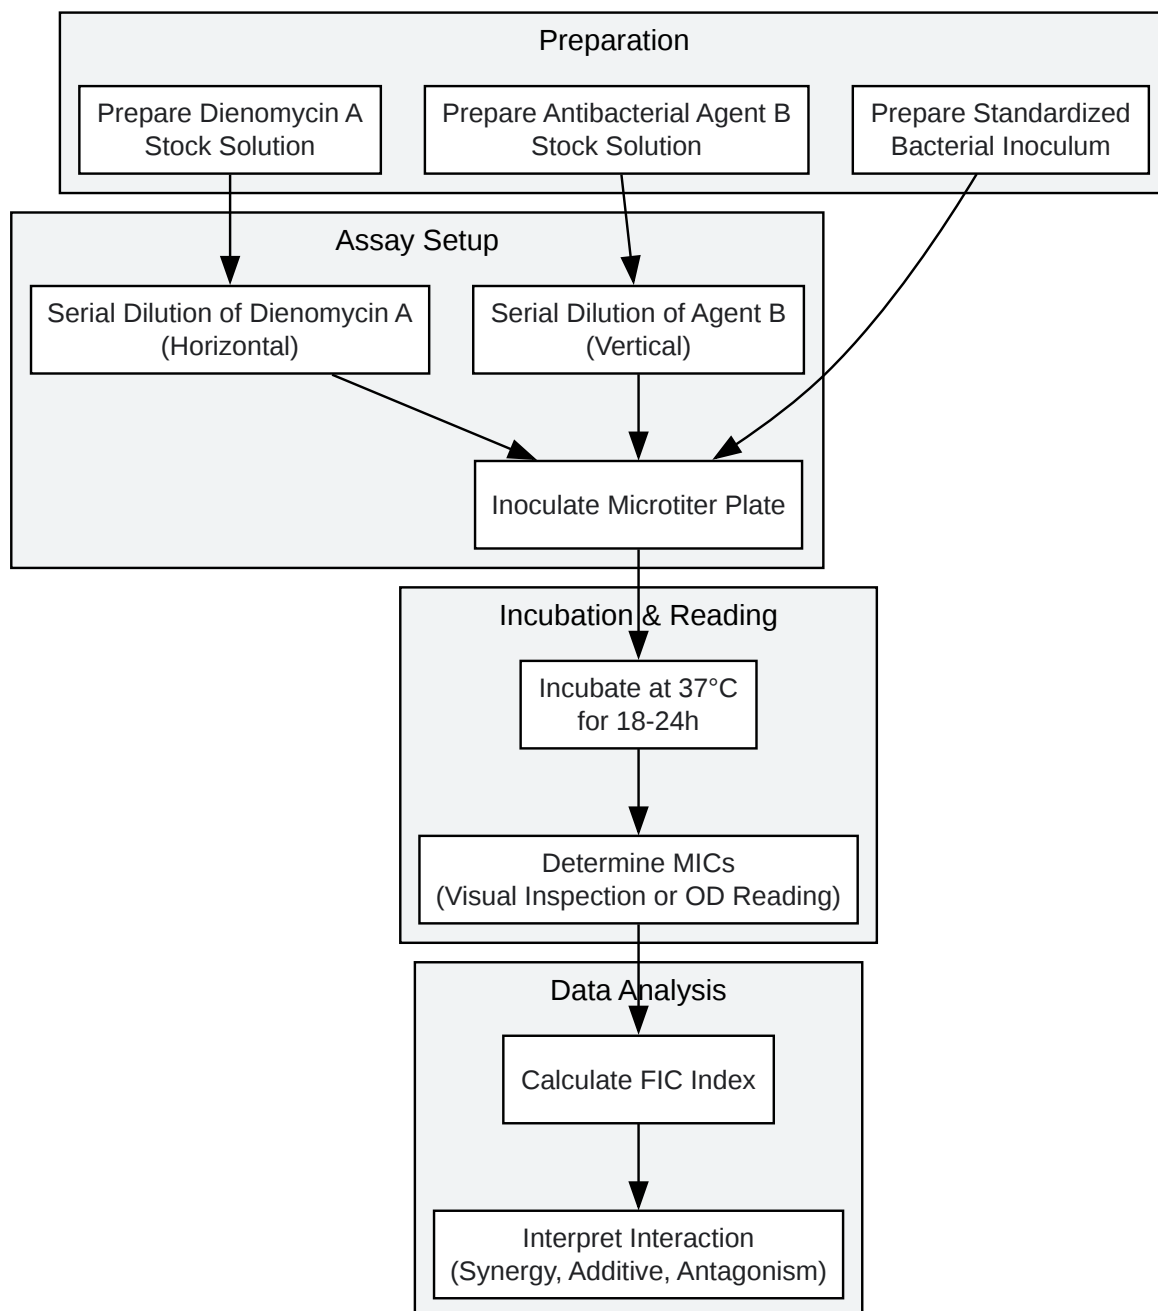 Preparation
Prepare Dienomycin A
Stock Solution
Prepare Antibacterial Agent B
Stock Solution
Prepare Standardized
Bacterial Inoculum
Assay Setup
Serial Dilution of Dienomycin A
(Horizontal)
Serial Dilution of Agent B
(Vertical)
Inoculate Microtiter Plate
Incubation & Reading
Incubate at 37°C
for 18-24h
Determine MICs
(Visual Inspection or OD Reading)
Data Analysis
Calculate FIC Index
Interpret Interaction
(Synergy, Additive, Antagonism)